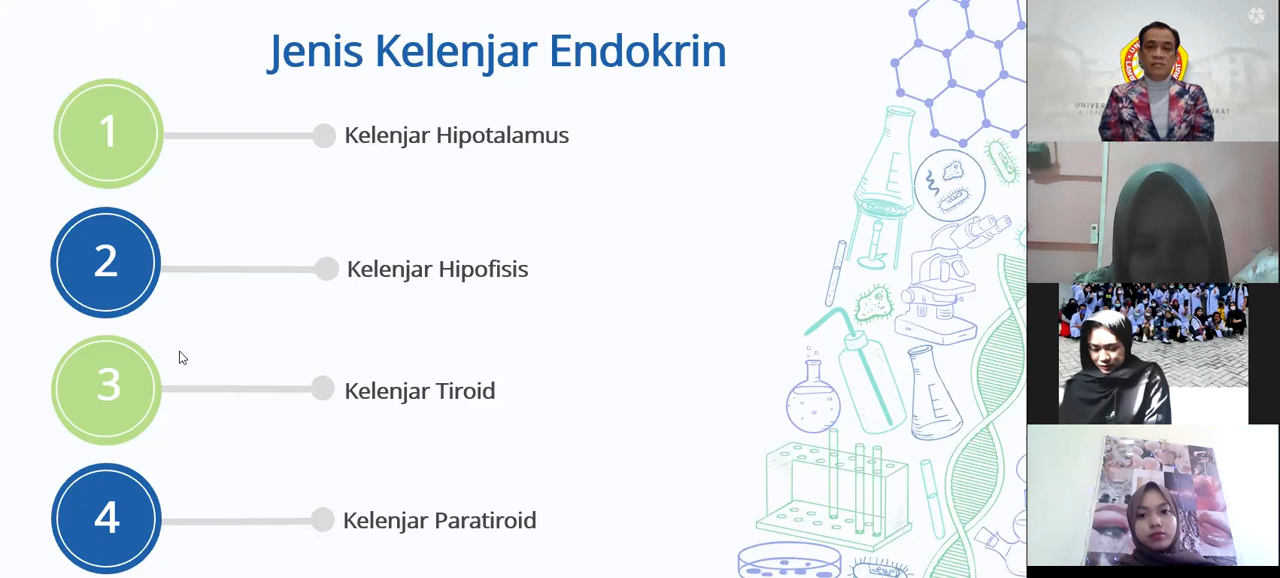 Jenis Kelenjar Endokrin
1
Kelenjar Hipotalamus
2
Kelenjar Hipofisis
3
Kelenjar Tiroid
4
Kelenjar Paratiroid